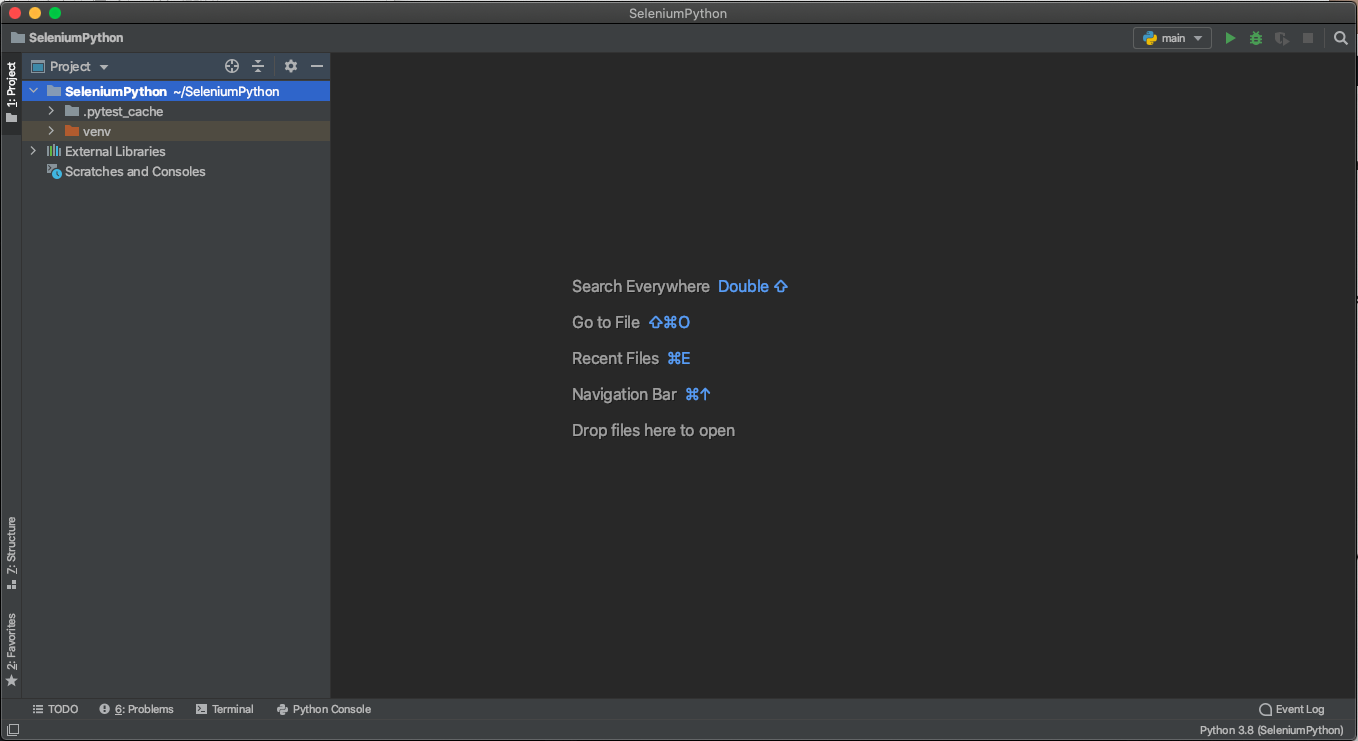 SeleniumPython
SeleniumPython
main
1: Project
Project
SeleniumPython ~/SeleniumPython
.pytest_cache
venv
External Libraries
Scratches and Consoles
Search Everywhere Double ⇧
Go to File ⇧⌘O
Recent Files ⌘E
Navigation Bar ⌘↑
Drop files here to open
Z: Structure
2: Favorites
TODO 6: Problems Terminal Python Console Event Log
Python 3.8 (SeleniumPython)